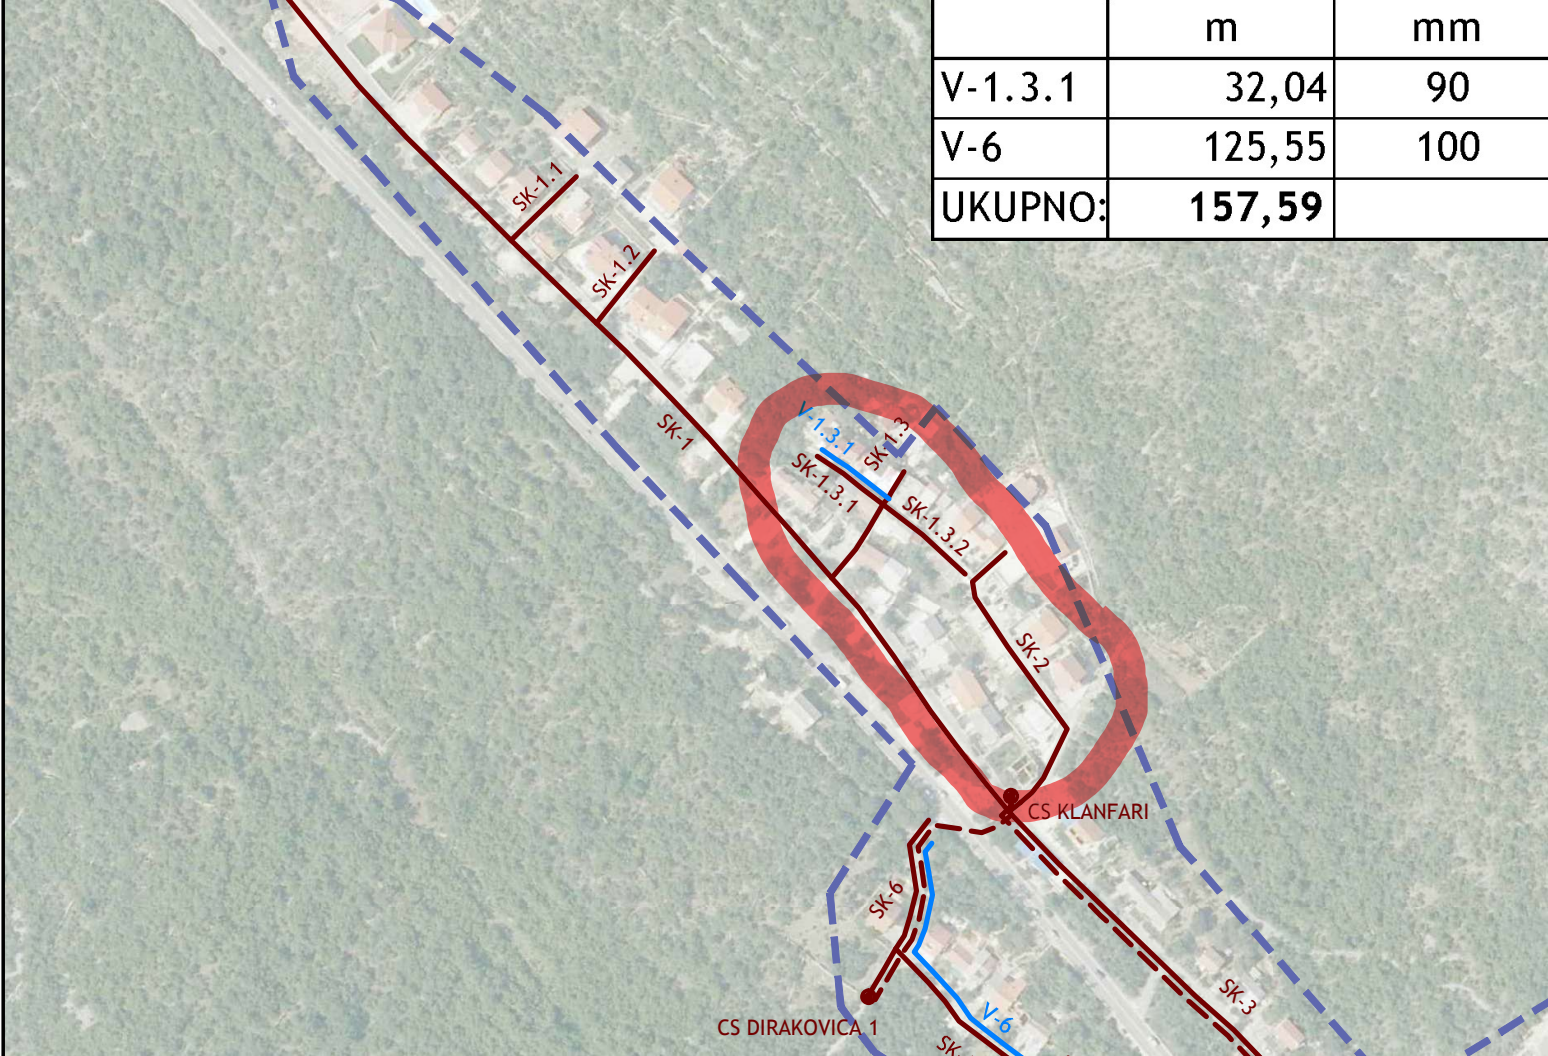 m mm
V-1.3.1 32,04 90
V-6 125,55 100
UKUPNO: 157,59
SK-1.1
SK-1.2
SK-1
V-1.3.1
SK-1.3
SK-1.3.1
SK-1.3.2
SK-2
CS KLANFARI
SK-6
SK-3
CS DIRAKOVICA 1
V-6
SK-